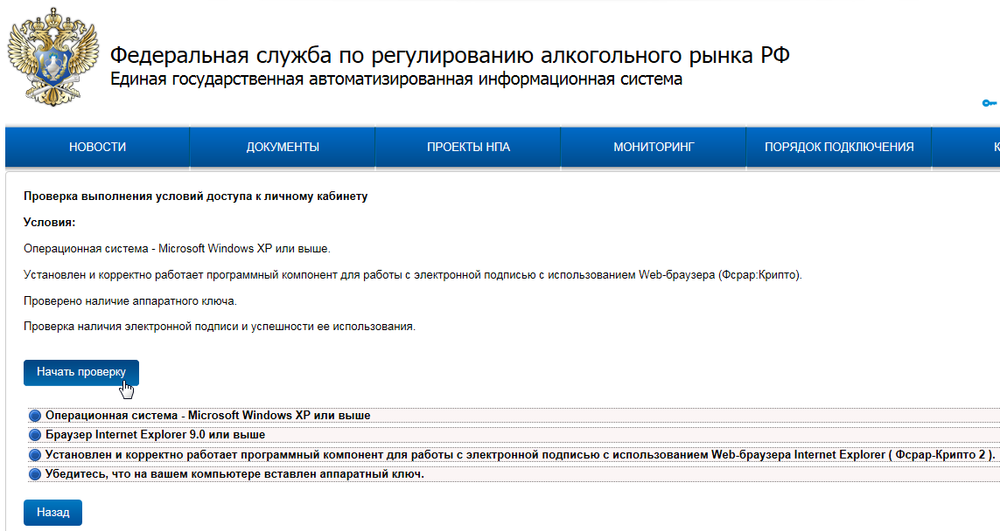 Федеральная служба по регулированию алкогольного рынка РФ
Единая государственная автоматизированная информационная система
НОВОСТИ
ДОКУМЕНТЫ
ПРОЕКТЫ НПА
МОНИТОРИНГ
ПОРЯДОК ПОДКЛЮЧЕНИЯ
Проверка выполнения условий доступа к личному кабинету
Условия:
Операционная система - Microsoft Windows XP или выше.
Установлен и корректно работает программный компонент для работы с электронной подписью с использованием Web-браузера (Фсрар:Крипто).
Проверено наличие аппаратного ключа.
Проверка наличия электронной подписи и успешности ее использования.
Начать проверку
Операционная система - Microsoft Windows XP или выше
Браузер Internet Explorer 9.0 или выше
Установлен и корректно работает программный компонент для работы с электронной подписью с использованием Web-браузера Internet Explorer ( Фсрар-Крипто 2 ).
Убедитесь, что на вашем компьютере вставлен аппаратный ключ.
Назад